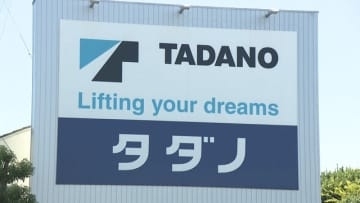 TADANO
Lifting your dreams
タダノ